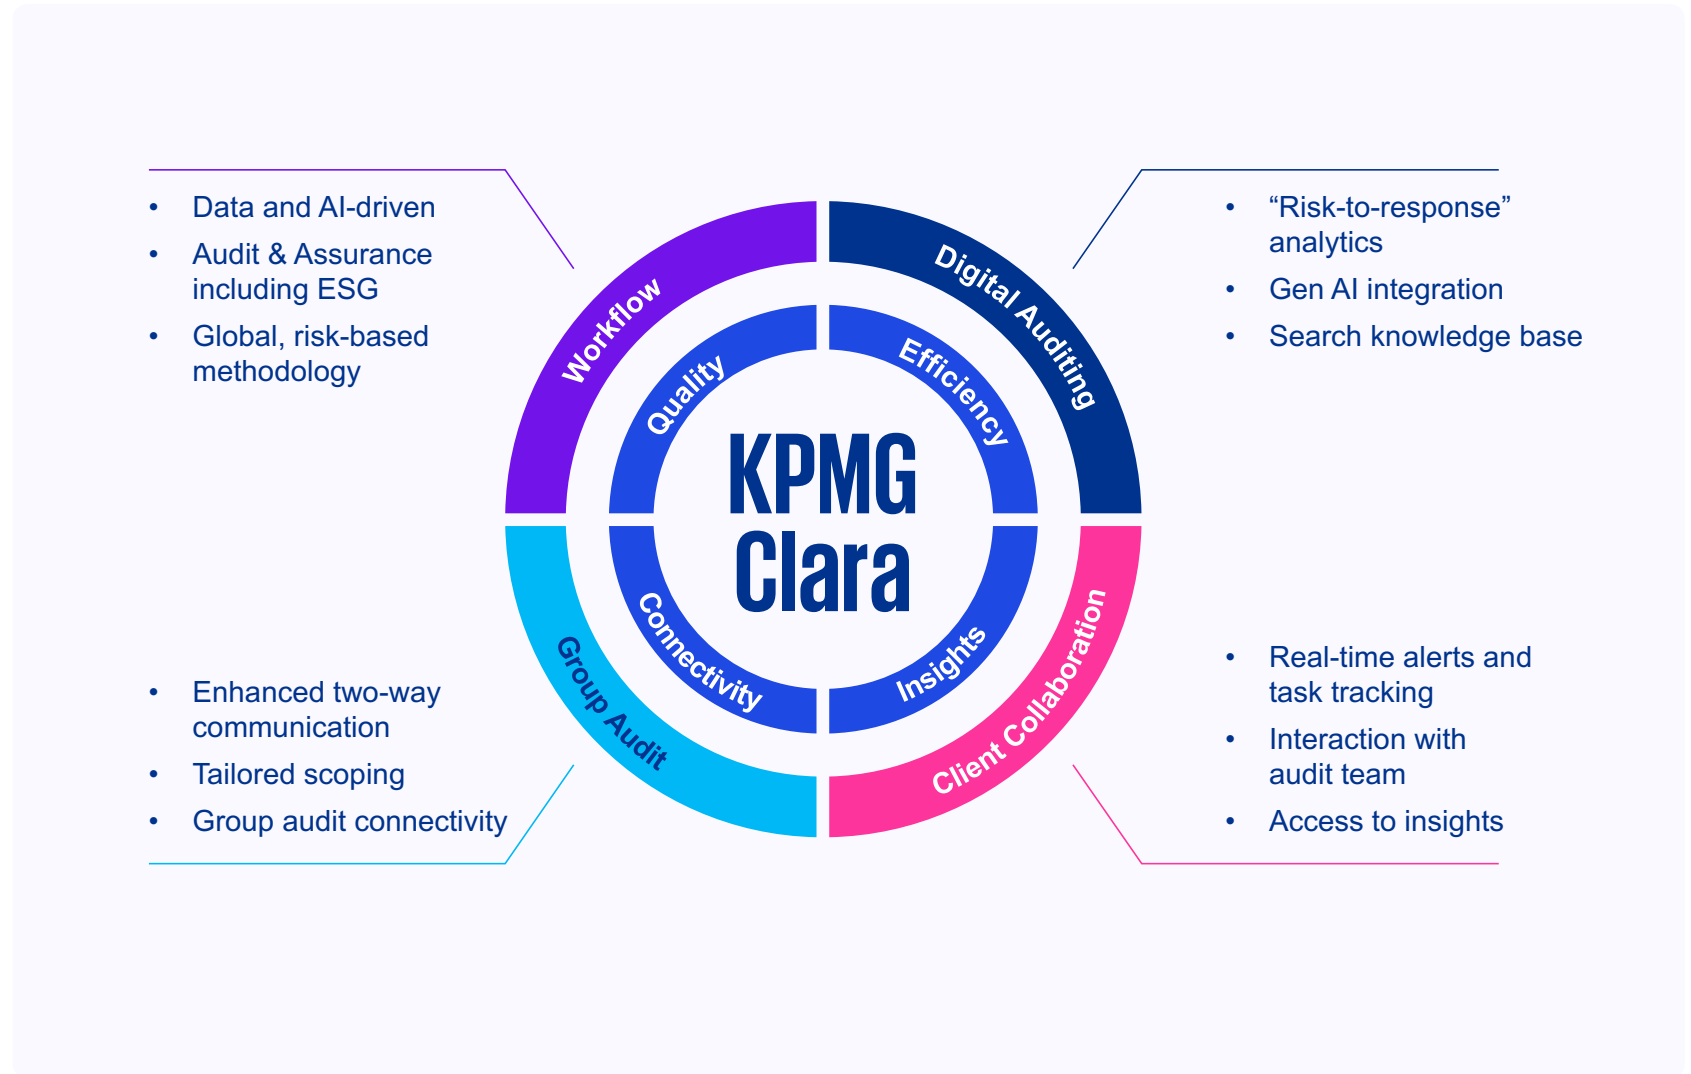 • Data and AI-driven
• Audit & Assurance
including ESG
• Global, risk-based
methodology
• “Risk-to-response”
analytics
• Gen AI integration
• Search knowledge base
Workflow
Digital Auditing
Quality
Efficiency
KPMG
Clara
Connectivity
Insights
Group Audit
Client Collaboration
• Enhanced two-way
communication
• Tailored scoping
• Group audit connectivity
• Real-time alerts and
task tracking
• Interaction with
audit team
• Access to insights